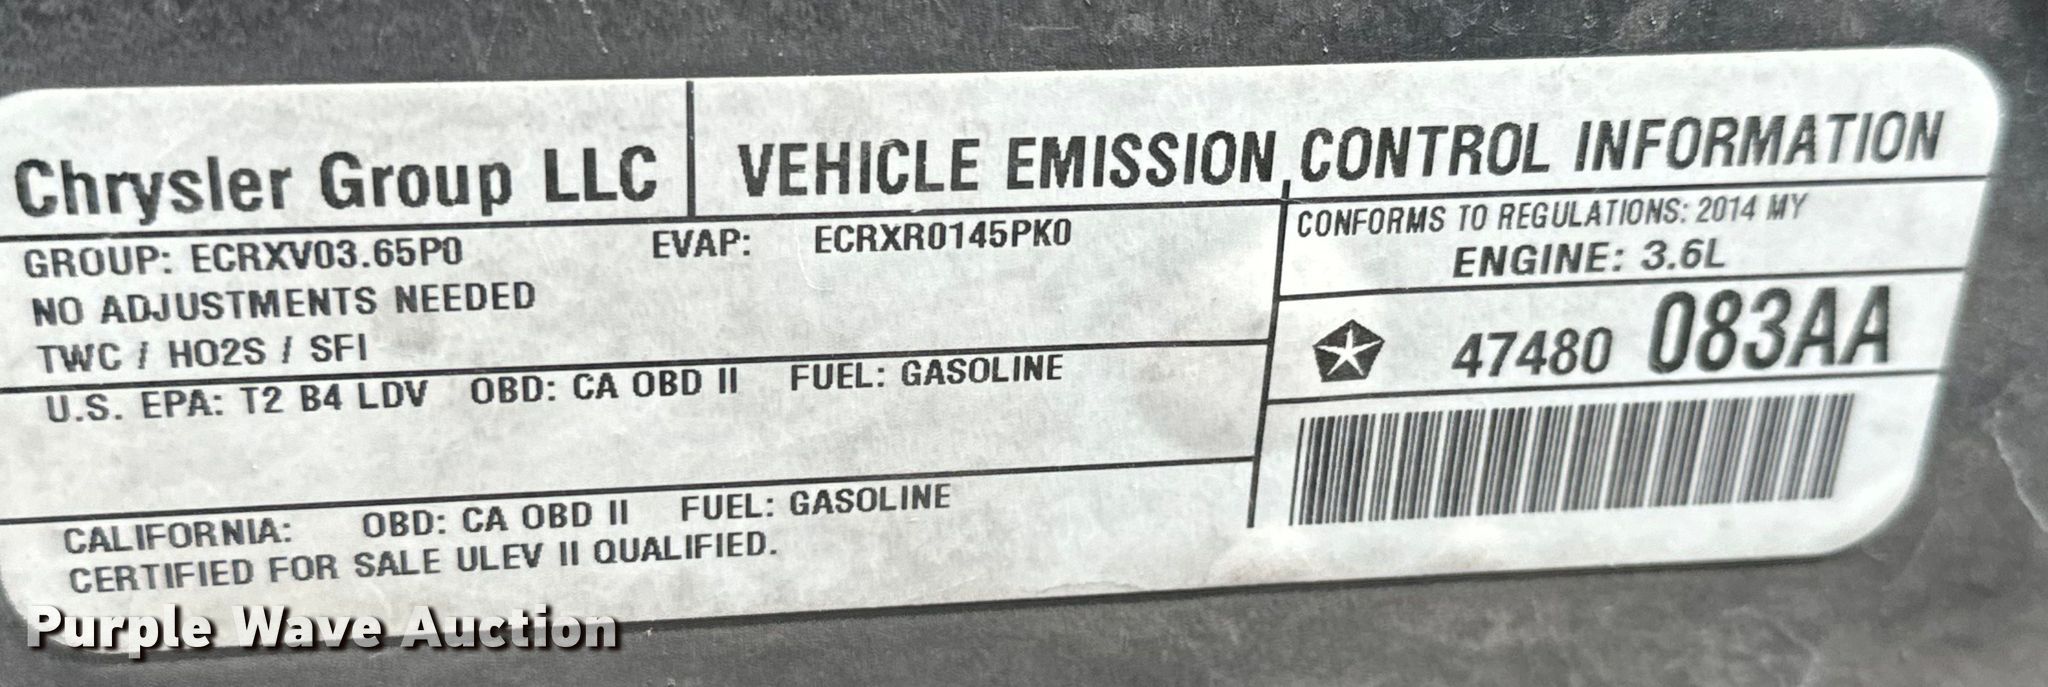 Chrysler Group LLC
VEHICLE EMISSION CONTROL INFORMATION
GROUP: ECRXV03.65P0 EVAP: ECRXR0145PK0
NO ADJUSTMENTS NEEDED
TWC / HO2S / SFI
CONFORMS TO REGULATIONS: 2014 MY
ENGINE: 3.6L
47480 083AA
U.S. EPA: T2 B4 LDV OBD: CA OBD II FUEL: GASOLINE
CALIFORNIA: OBD: CA OBD II FUEL: GASOLINE
CERTIFIED FOR SALE ULEV II QUALIFIED.
Purple Wave Auction